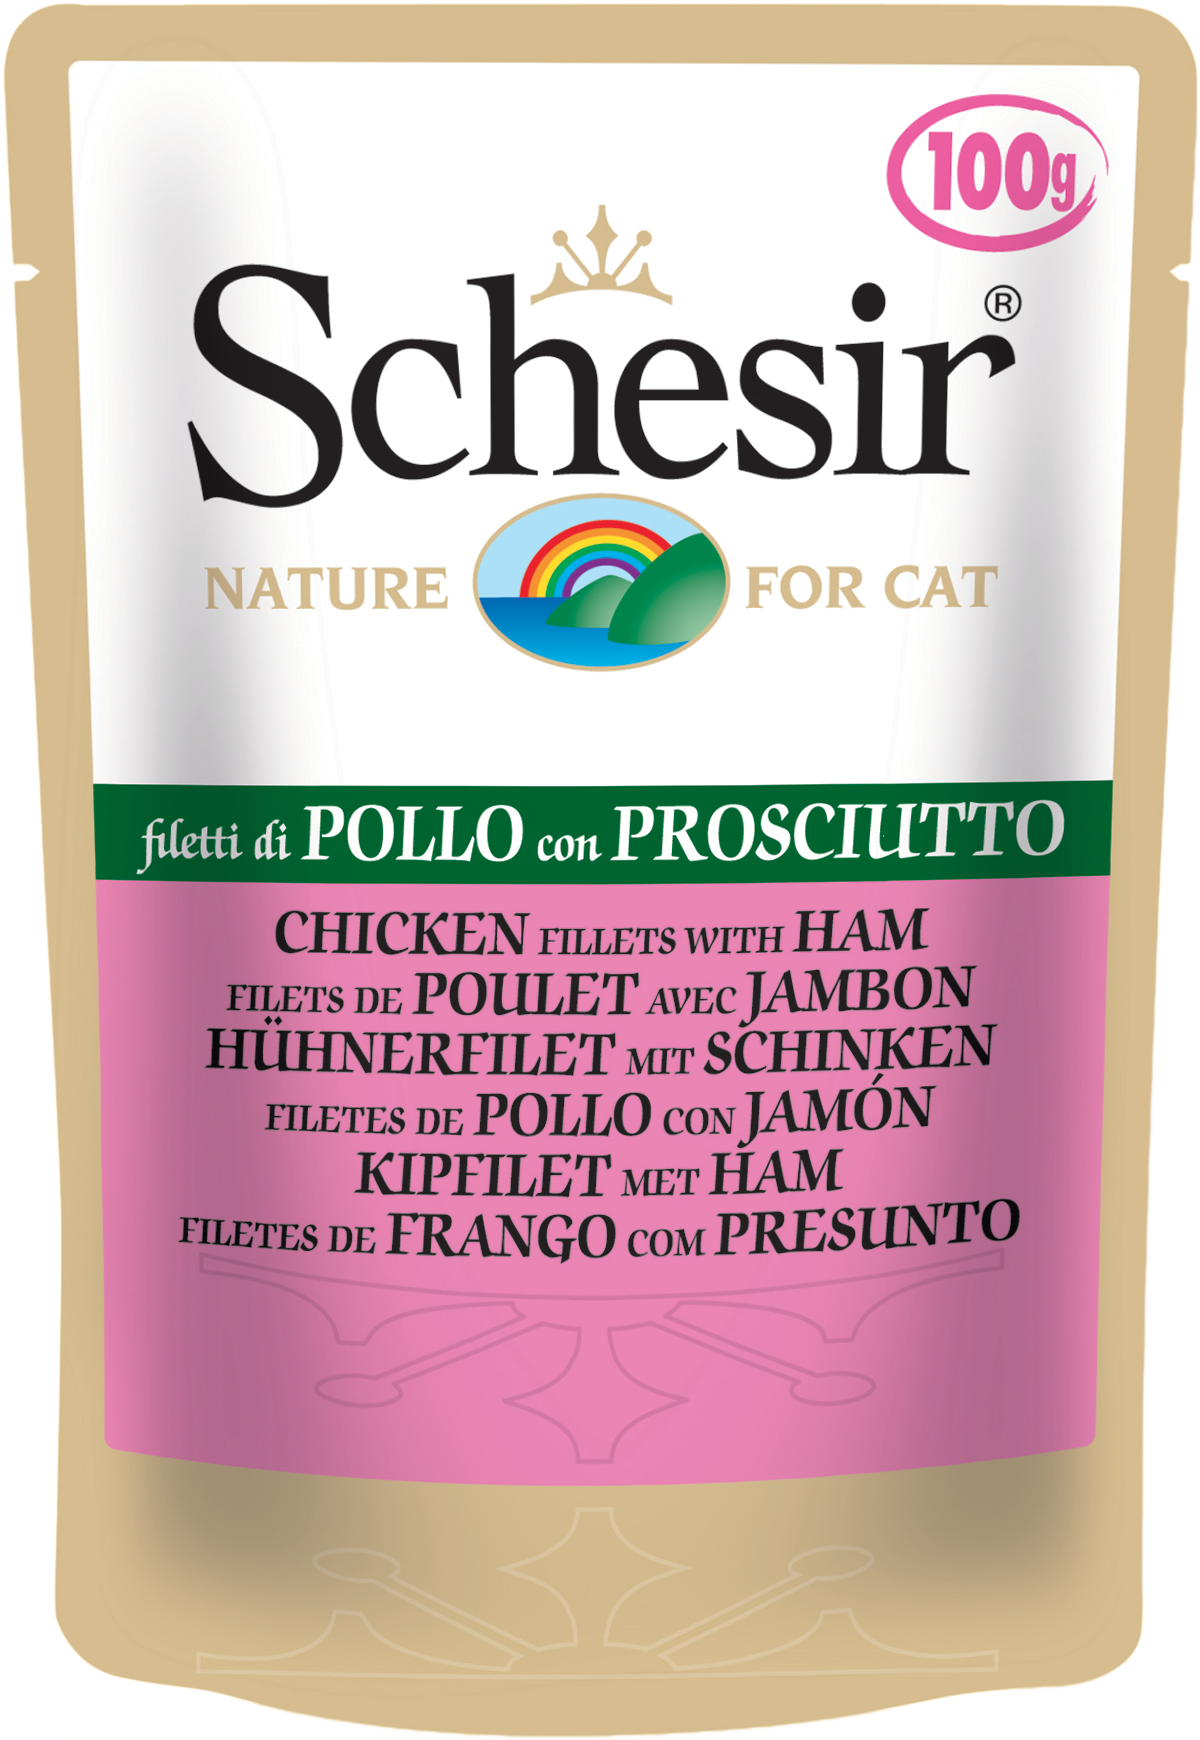 100g
Schesir®
NATURE FOR CAT
filetti di POLLO con PROSCIUTTO
CHICKEN FILLETS WITH HAM
FILETS DE POULET AVEC JAMBON
HÜHNERFILET MIT SCHINKEN
FILETES DE POLLO CON JAMÓN
KIPFILET MET HAM
FILETES DE FRANGO COM PRESUNTO